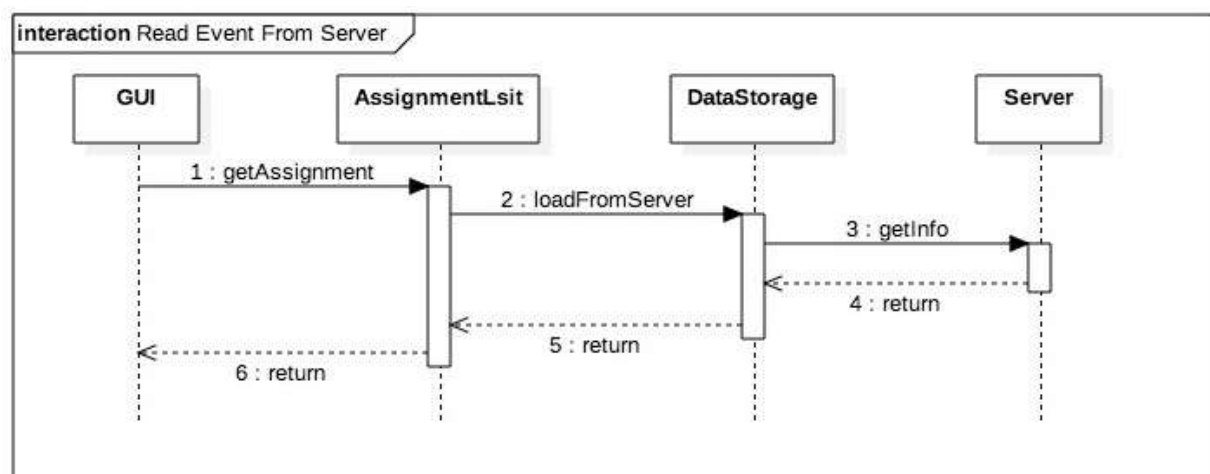 interaction Read Event From Server
GUI
AssignmentLsit
DataStorage
Server
1 : getAssignment
2 : loadFromServer
3 : getInfo
4 : return
5 : return
6 : return